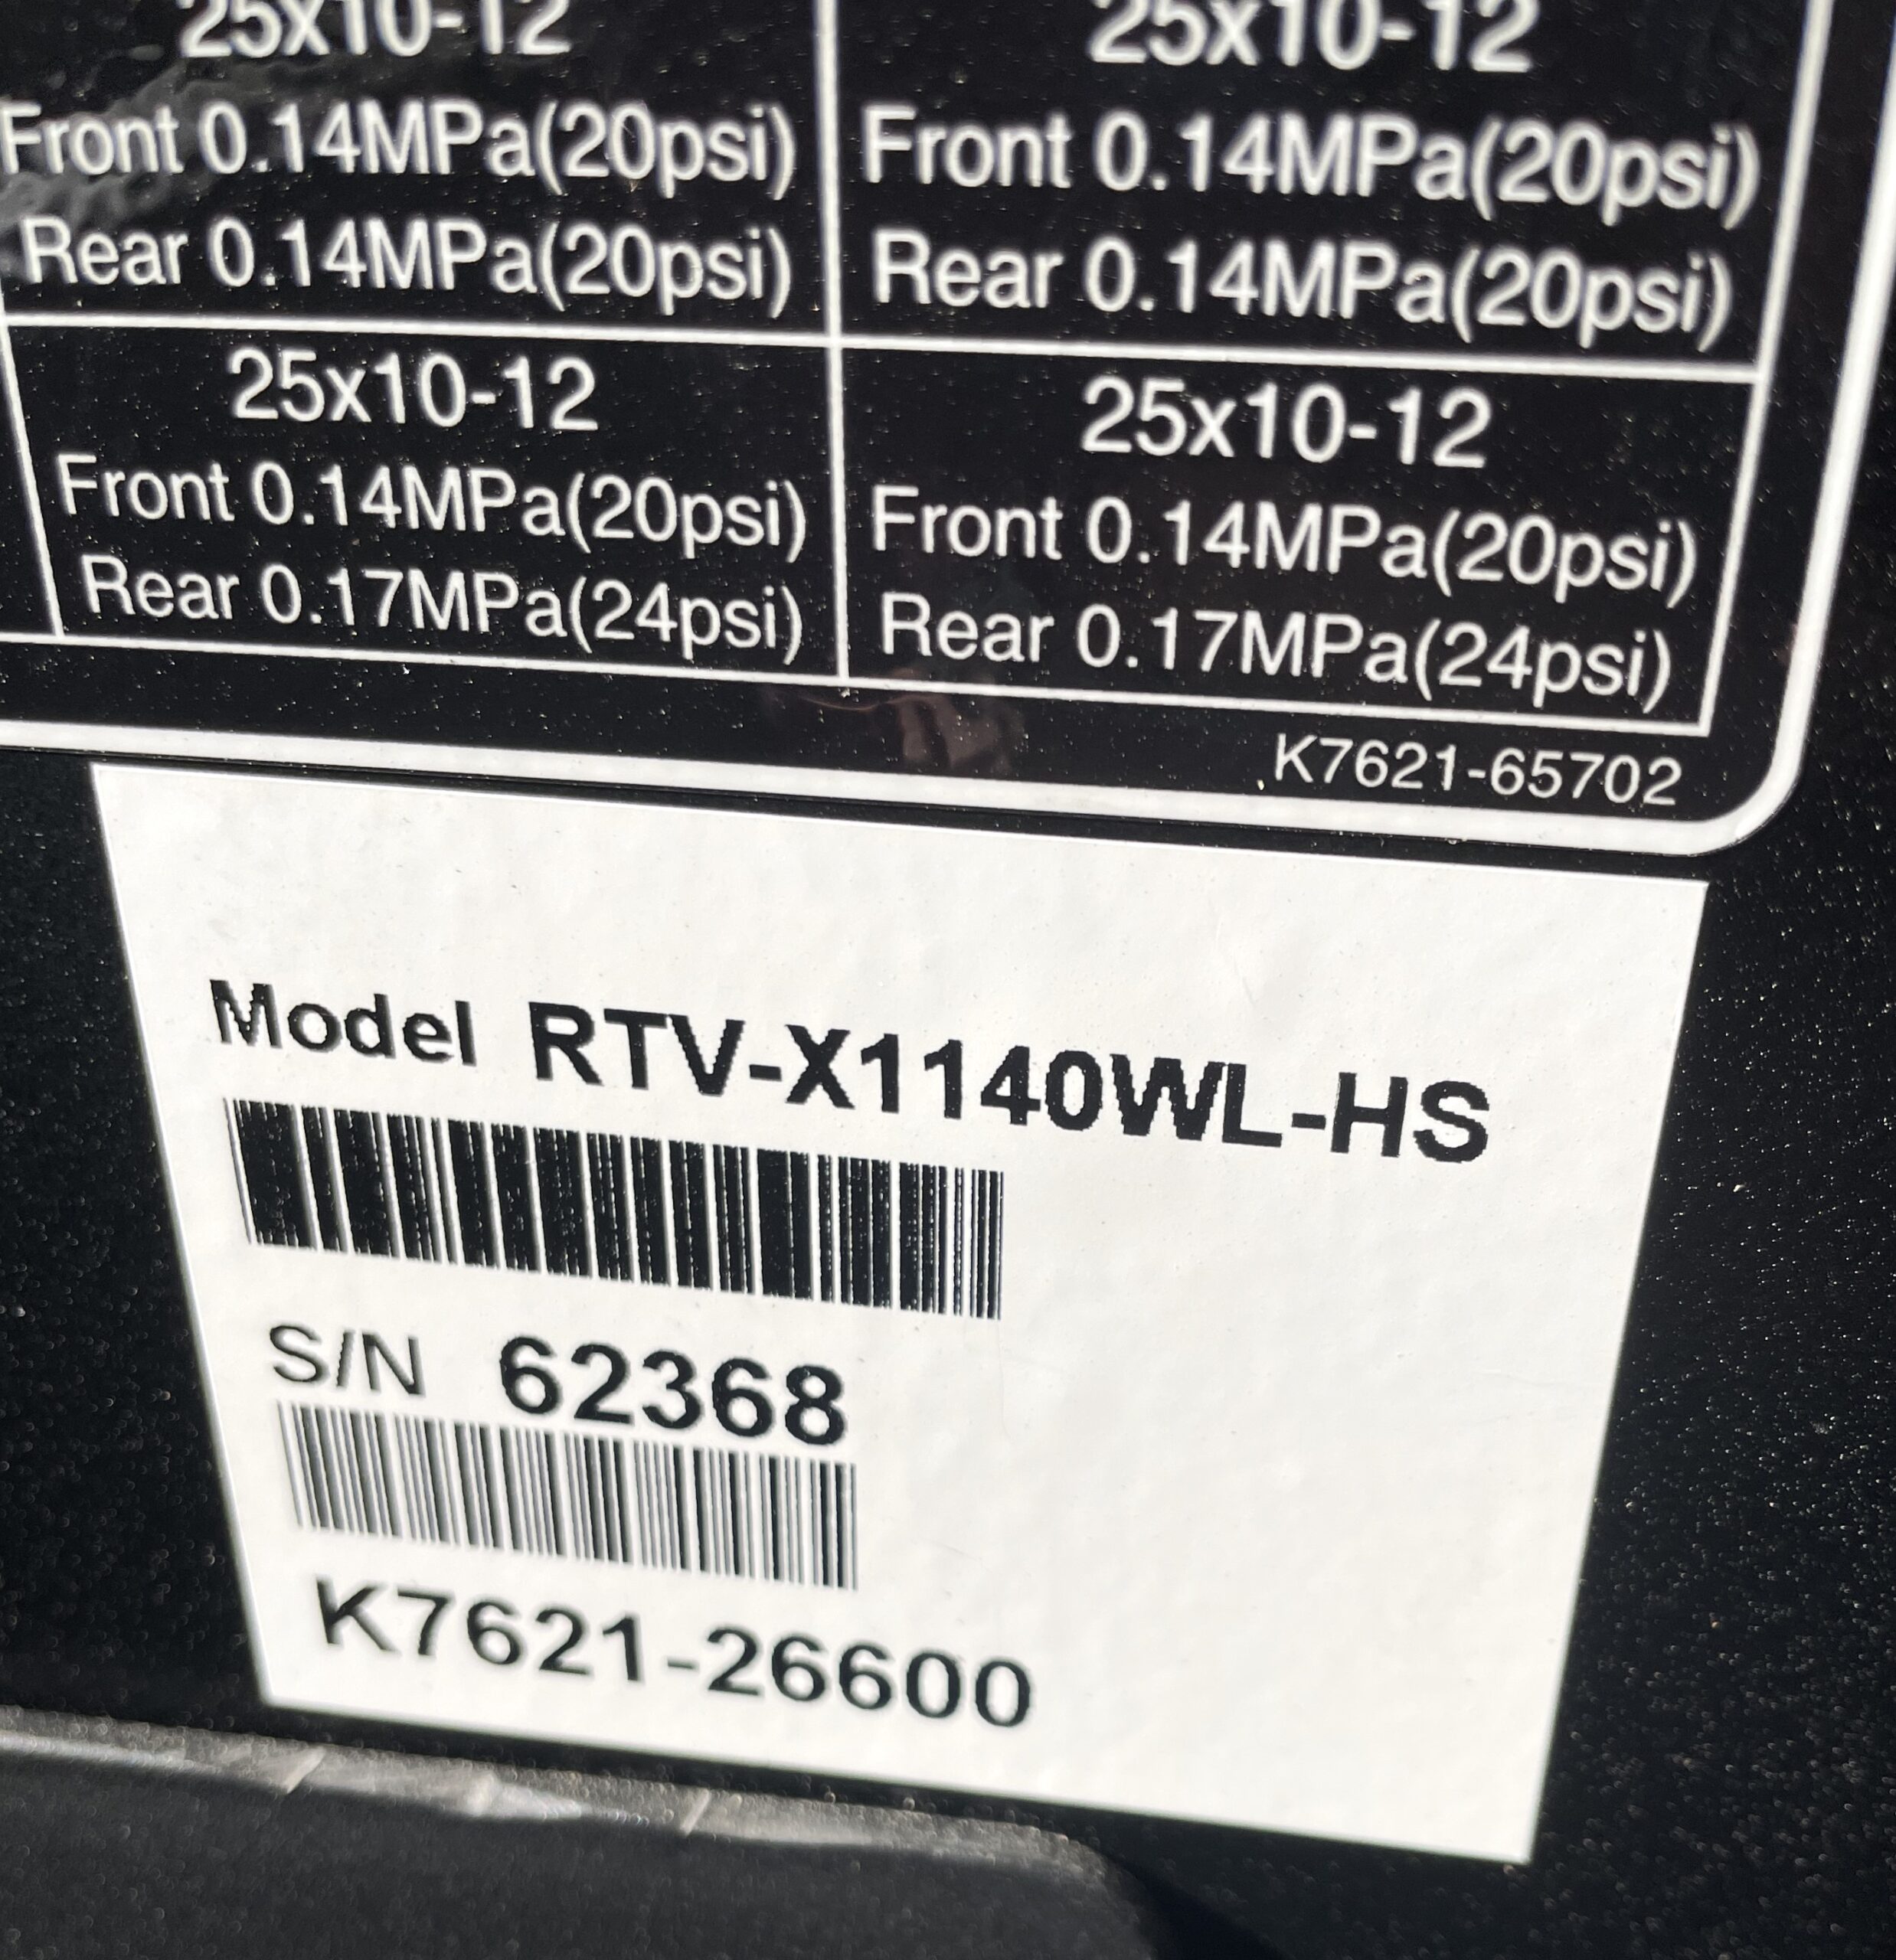 25x10-12
Front 0.14MPa(20psi)
Rear 0.14MPa(20psi)
25x10-12
Front 0.14MPa(20psi)
Rear 0.14MPa(20psi)
25x10-12
Front 0.14MPa(20psi)
Rear 0.17MPa(24psi)
25x10-12
Front 0.14MPa(20psi)
Rear 0.17MPa(24psi)
K7621-65702
Model RTV-X1140WL-HS
S/N 62368
K7621-26600